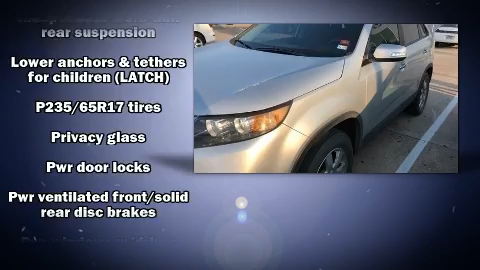 rear suspension
Lower anchors & tethers
for children (LATCH)
P235/65R17 tires
Privacy glass
Pwr door locks
Pwr ventilated front/solid
rear disc brakes